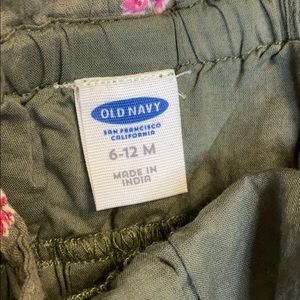 OLD NAVY
SAN FRANCISCO
CALIFORNIA
6-12 M
MADE IN
INDIA